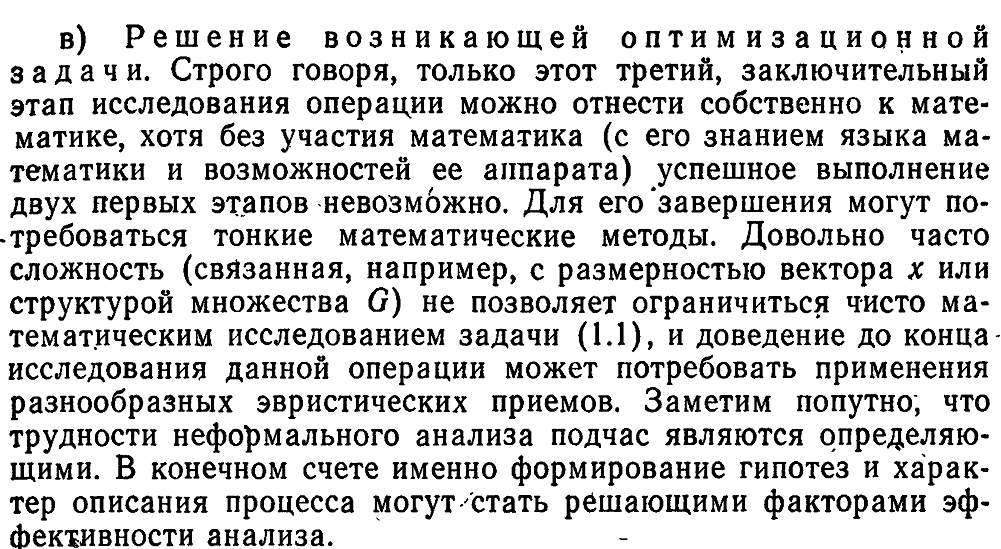 в) Решение возникающей оптимизационной
задачи. Строго говоря, только этот третий, заключительный
этап исследования операции можно отнести собственно к мате-
матике, хотя без участия математика (с его знанием языка ма-
тематики и возможностей ее аппарата) успешное выполнение
двух первых этапов невозможно. Для его завершения могут по-
требоваться тонкие математические методы. Довольно часто
сложность (связанная, например, с размерностью вектора x или
структурой множества G) не позволяет ограничиться чисто ма-
тематическим исследованием задачи (1.1), и доведение до конца
исследования данной операции может потребовать применения
разнообразных эвристических приемов. Заметим попутно, что
трудности неформального анализа подчас являются определяю-
щими. В конечном счете именно формирование гипотез и харак-
тер описания процесса могут стать решающими факторами эф-
фективности анализа.